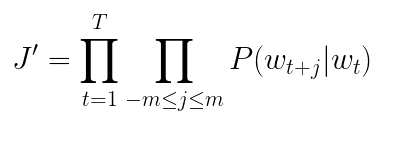 J′ = ∏_{t=1}^{T} ∏_{−m≤j≤m} P(w_{t+j}|w_t)